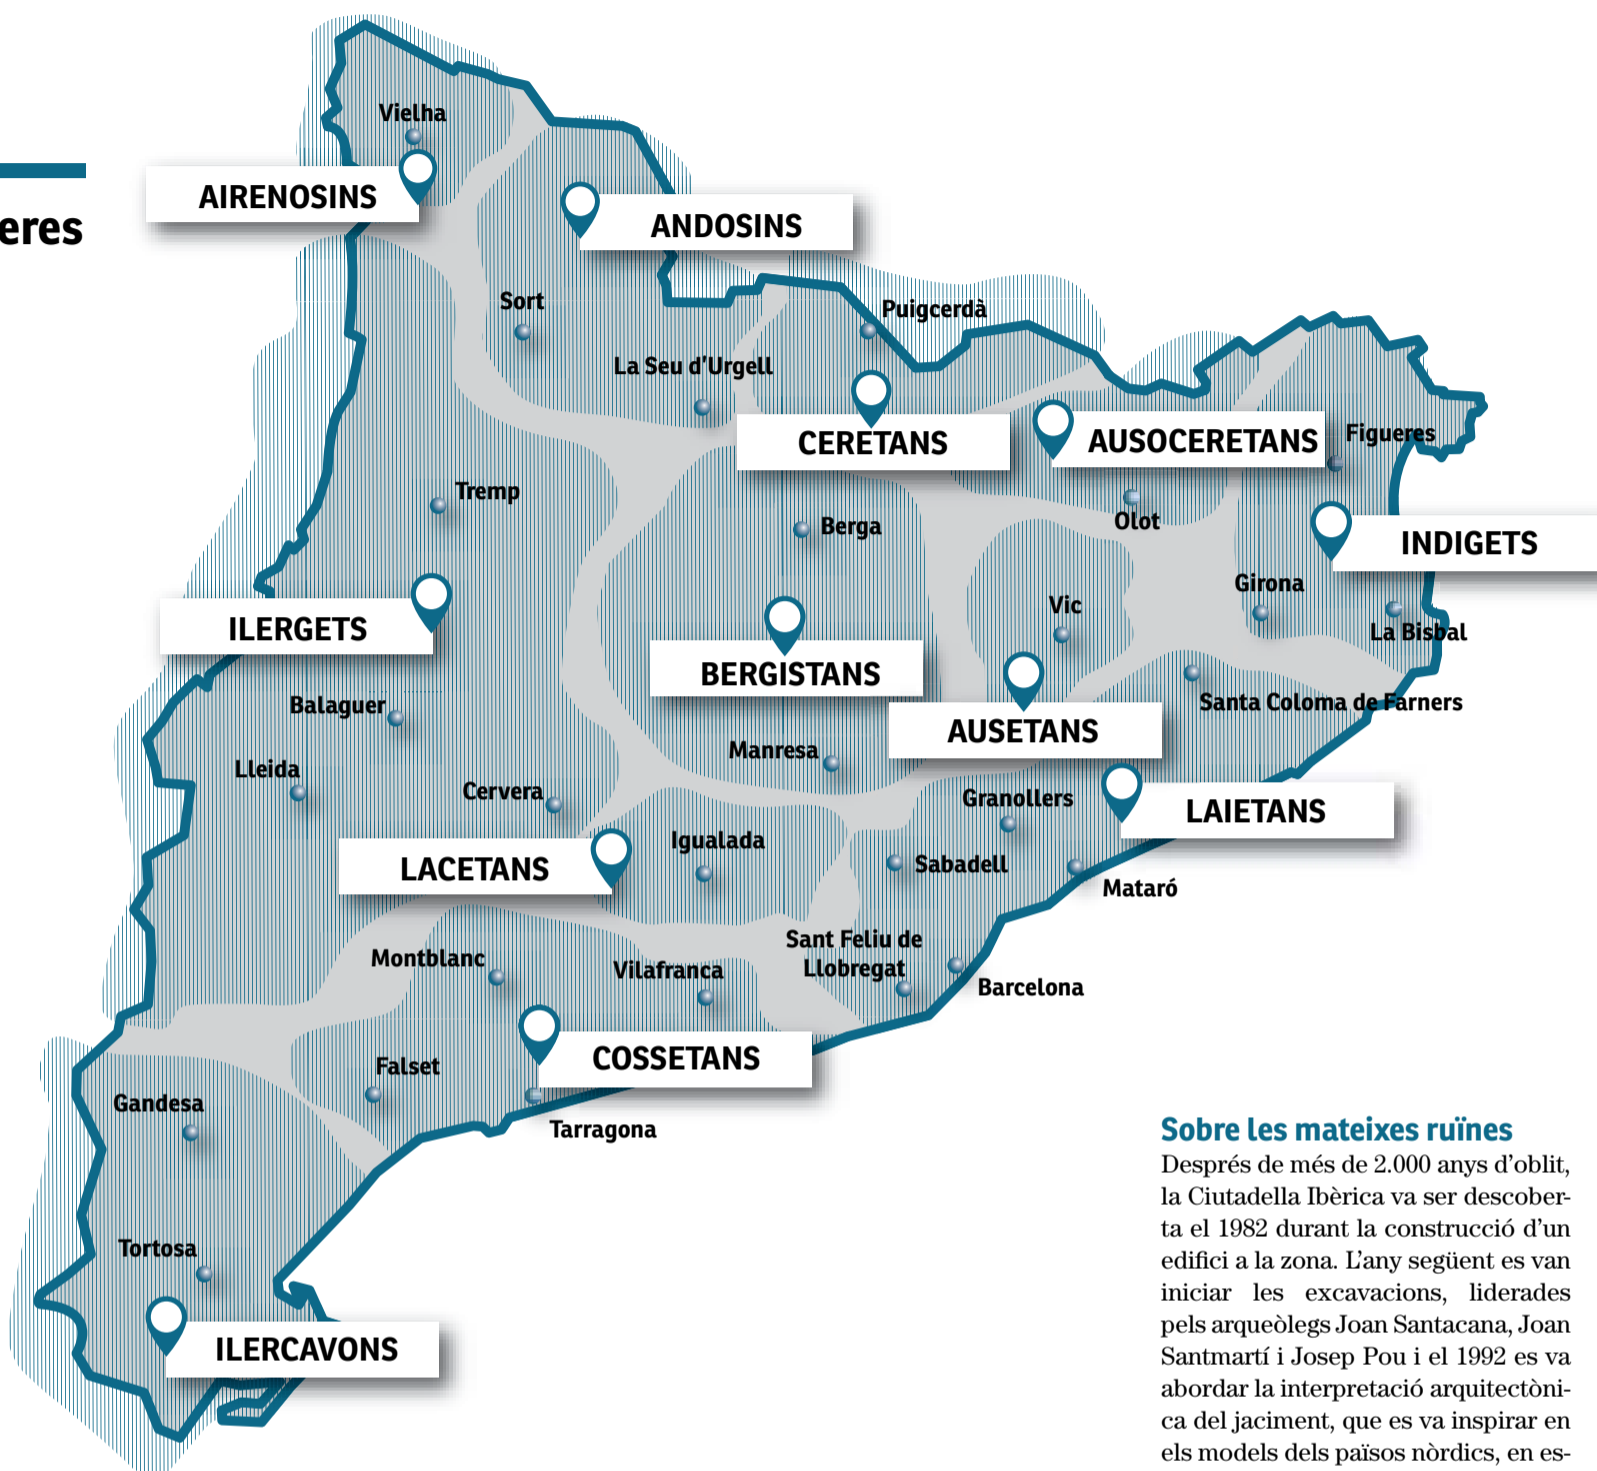 eres
Vielha
AIRENOSINS
ANDOSINS
Sort
Puigcerdà
La Seu d'Urgell
CERETANS
AUSOCERETANS
Figueres
Tremp
Berga
Olot
INDIGETS
Girona
Vic
La Bisbal
ILERGETS
BERGISTANS
Santa Coloma de Farners
Balaguer
AUSETANS
Manresa
Lleida
Cervera
Granollers
LAIETANS
Igualada
LACETANS
Sabadell
Mataró
Sant Feliu de
Llobregat
Montblanc
Vilafranca
Barcelona
COSSETANS
Falset
Gandesa
Tarragona
Tortosa
ILERCAVONS
Sobre les mateixes ruïnes
Després de més de 2.000 anys d'oblit,
la Ciutadella Ibèrica va ser descober-
ta el 1982 durant la construcció d'un
edifici a la zona. L'any següent es van
iniciar les excavacions, liderades
pels arqueòlegs Joan Santacana, Joan
Santmartí i Josep Pou i el 1992 es va
abordar la interpretació arquitectòni-
ca del jaciment, que es va inspirar en
els models dels països nòrdics, en es-